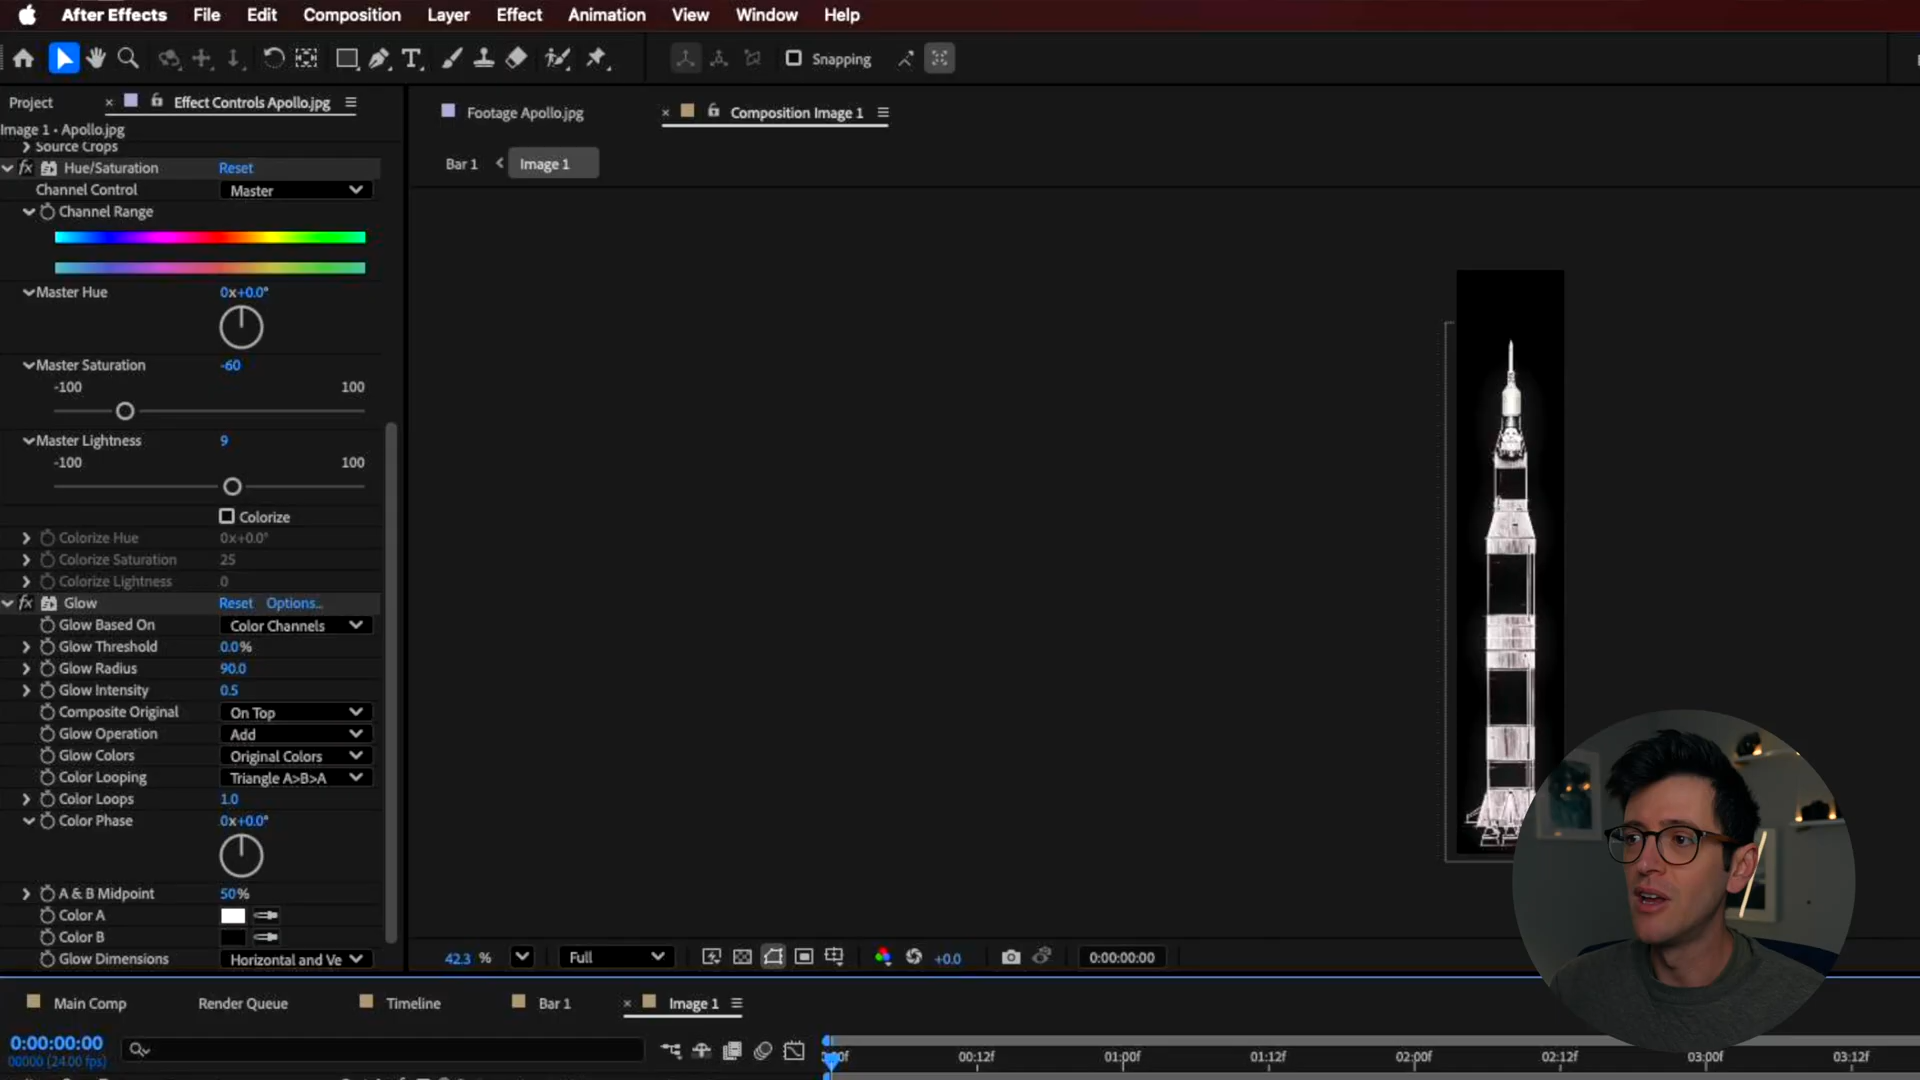 After Effects File Edit Composition Layer Effect Animation View Window Help
Snapping
Project × Effect Controls Apollo.jpg
Footage Apollo.jpg × Composition Image 1
Image 1 • Apollo.jpg
Source Crops
Bar 1 < Image 1
fx Hue/Saturation Reset
Channel Control Master
Channel Range
Master Hue 0x+0.0°
Master Saturation -60
-100 100
Master Lightness 9
-100 100
Colorize
Colorize Hue 0x+0.0°
Colorize Saturation 25
Colorize Lightness 0
fx Glow Reset Options...
Glow Based On Color Channels
Glow Threshold 0.0%
Glow Radius 90.0
Glow Intensity 0.5
Composite Original On Top
Glow Operation Add
Glow Colors Original Colors
Color Looping Triangle A>B>A
Color Loops 1.0
Color Phase 0x+0.0°
A & B Midpoint 50%
Color A
Color B
Glow Dimensions Horizontal and Ve
42.3 % Full +0.0 0:00:00:00
Main Comp Render Queue Timeline Bar 1 × Image 1
0:00:00:00
00000 (24.00 fps)
00:12f 01:00f 01:12f 02:00f 02:12f 03:00f 03:12f